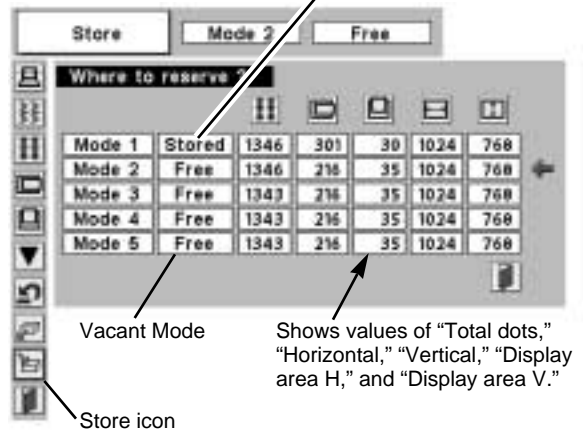 Store Mode 2 Free
Where to reserve ?
Mode 1 Stored 1346 301 30 1024 768
Mode 2 Free 1346 216 35 1024 768
Mode 3 Free 1343 216 35 1024 768
Mode 4 Free 1343 216 35 1024 768
Mode 5 Free 1343 216 35 1024 768
Vacant Mode
Shows values of “Total dots,”
“Horizontal,” “Vertical,” “Display
area H,” and “Display area V.”
Store icon